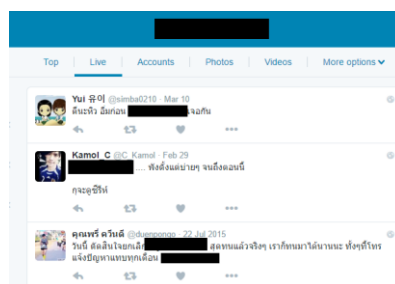 Top Live Accounts Photos Videos More options
Yui 유이 @simba0210 · Mar 10
ดีนะหิว อิ่มก่อน เจอกัน
Kamol_C @C_Kamol · Feb 29
.... พังตั้งแต่บ่ายๆ จนถึงตอนนี้
กุจะดูซีรีห์
คุณพรี่ ควีนดี @duenpongo · 22 Jul 2015
วันนี้ ตัดสินใจยกเลิก สุดทนแล้วจริงๆ เราก็ทนมาได้นานนะ ทั้งๆที่โทร
แจ้งปัญหาแทบทุกเดือน